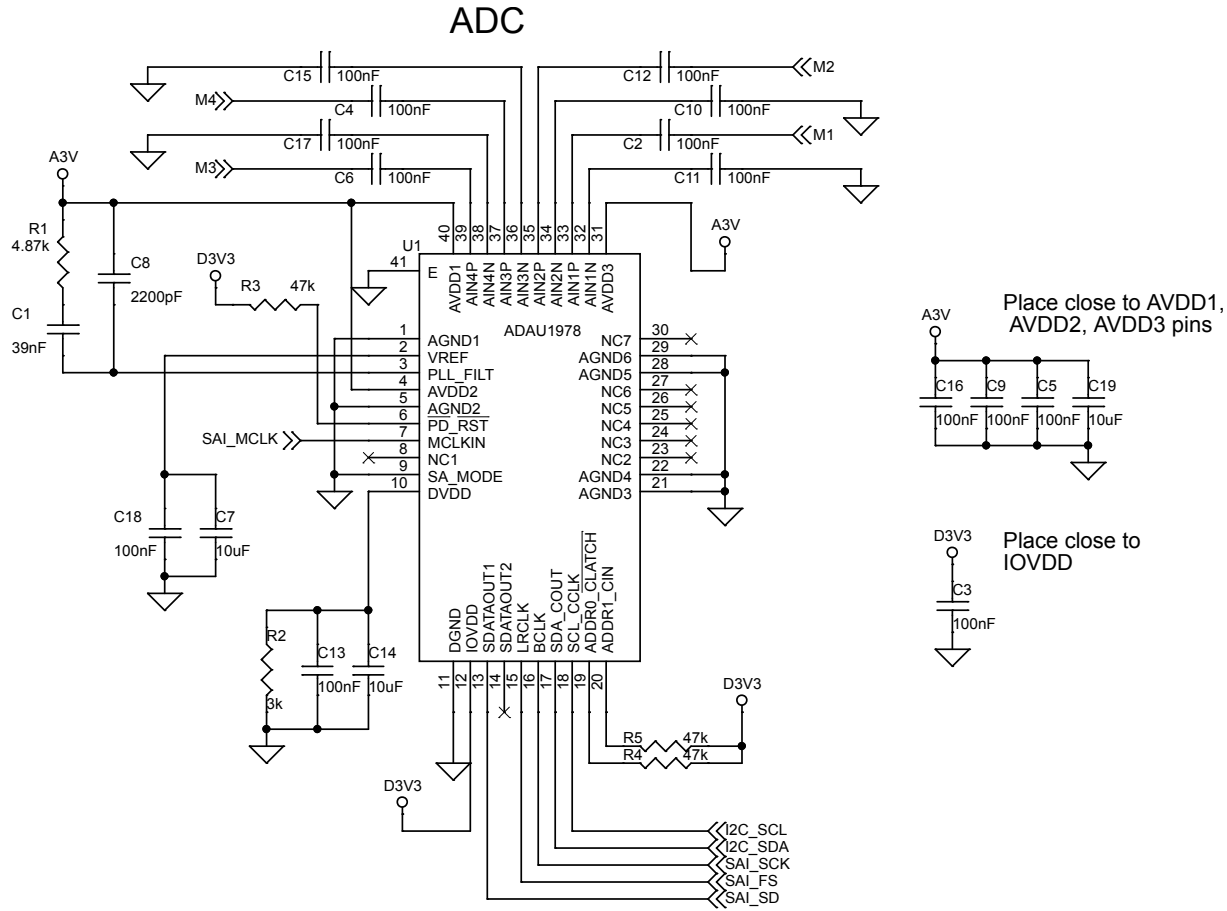 ADC
C15 100nF
C12 100nF
M2
M4
C4 100nF
C10 100nF
C17 100nF
C2 100nF
M1
M3
C6 100nF
C11 100nF
A3V
R1
4.87k
C8
2200pF
C1
39nF
D3V3
R3 47k
A3V
U1
ADAU1978
40 39 38 37 36 35 34 33 32 31
AVDD1 AIN4P AIN4N AIN3P AIN3N AIN2P AIN2N AIN1P AIN1N AVDD3
41 E
1 AGND1
2 VREF
3 PLL_FILT
4 AVDD2
5 AGND2
6 PD_RST
7 MCLKIN
8 NC1
9 SA_MODE
10 DVDD
SAI_MCLK
NC7 30
AGND6 29
AGND5 28
NC6 27
NC5 26
NC4 25
NC3 24
NC2 23
AGND4 22
AGND3 21
DGND IOVDD SDATAOUT1 SDATAOUT2 LRCLK BCLK SDA_COUT SCL_CCLK ADDR0_CLATCH ADDR1_CIN
11 12 13 14 15 16 17 18 19 20
C18
100nF
C7
10uF
R2
3k
C13
100nF
C14
10uF
D3V3
R5 47k
R4 47k
D3V3
I2C_SCL
I2C_SDA
SAI_SCK
SAI_FS
SAI_SD
Place close to AVDD1,
AVDD2, AVDD3 pins
A3V
C16 C9 C5 C19
100nF 100nF 100nF 10uF
Place close to
IOVDD
D3V3
C3
100nF